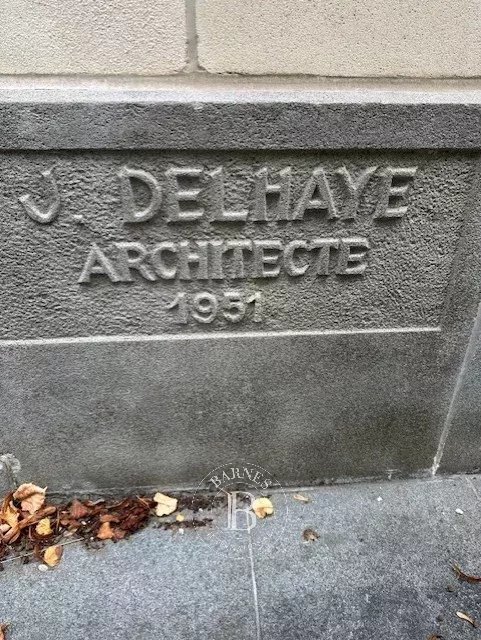 J. DELHAYE
ARCHITECTE
1951
BARNES
B